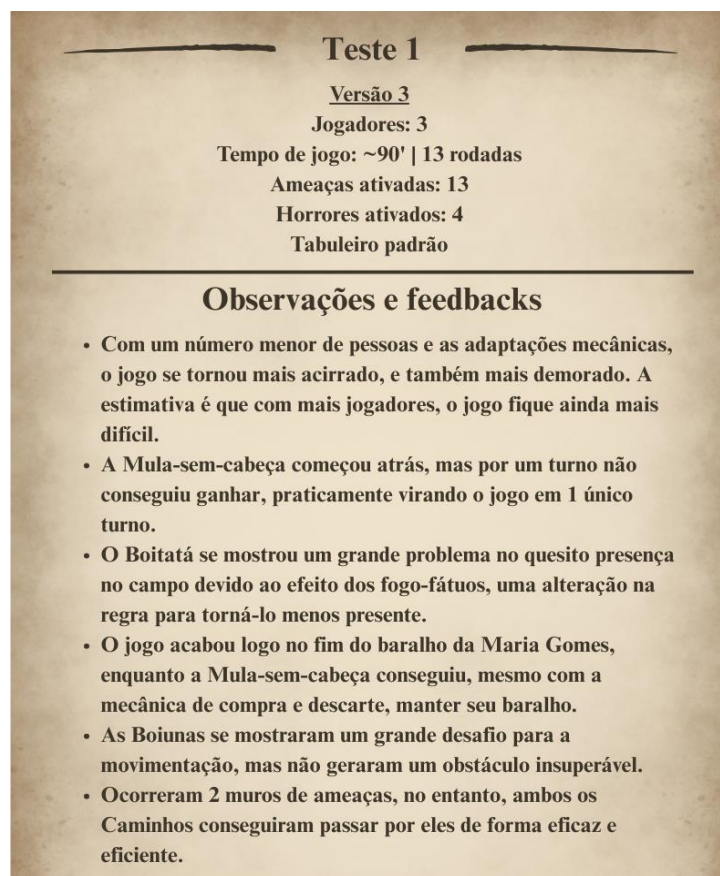 Teste 1
Versão 3
Jogadores: 3
Tempo de jogo: ~90' | 13 rodadas
Ameaças ativadas: 13
Horrores ativados: 4
Tabuleiro padrão
Observações e feedbacks
• Com um número menor de pessoas e as adaptações mecânicas,
o jogo se tornou mais acirrado, e também mais demorado. A
estimativa é que com mais jogadores, o jogo fique ainda mais
difícil.
• A Mula-sem-cabeça começou atrás, mas por um turno não
conseguiu ganhar, praticamente virando o jogo em 1 único
turno.
• O Boitatá se mostrou um grande problema no quesito presença
no campo devido ao efeito dos fogo-fátuos, uma alteração na
regra para torná-lo menos presente.
• O jogo acabou logo no fim do baralho da Maria Gomes,
enquanto a Mula-sem-cabeça conseguiu, mesmo com a
mecânica de compra e descarte, manter seu baralho.
• As Boiunas se mostraram um grande desafio para a
movimentação, mas não geraram um obstáculo insuperável.
• Ocorreram 2 muros de ameaças, no entanto, ambos os
Caminhos conseguiram passar por eles de forma eficaz e
eficiente.